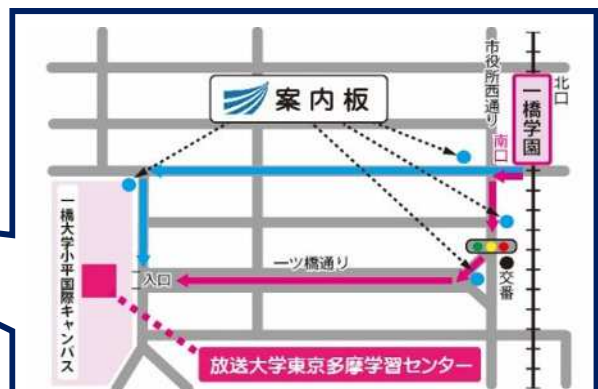 市役所西通り
北口
一橋学園
南口
案内板
一橋大学小平国際キャンパス
入口
一ツ橋通り
交番
放送大学東京多摩学習センター